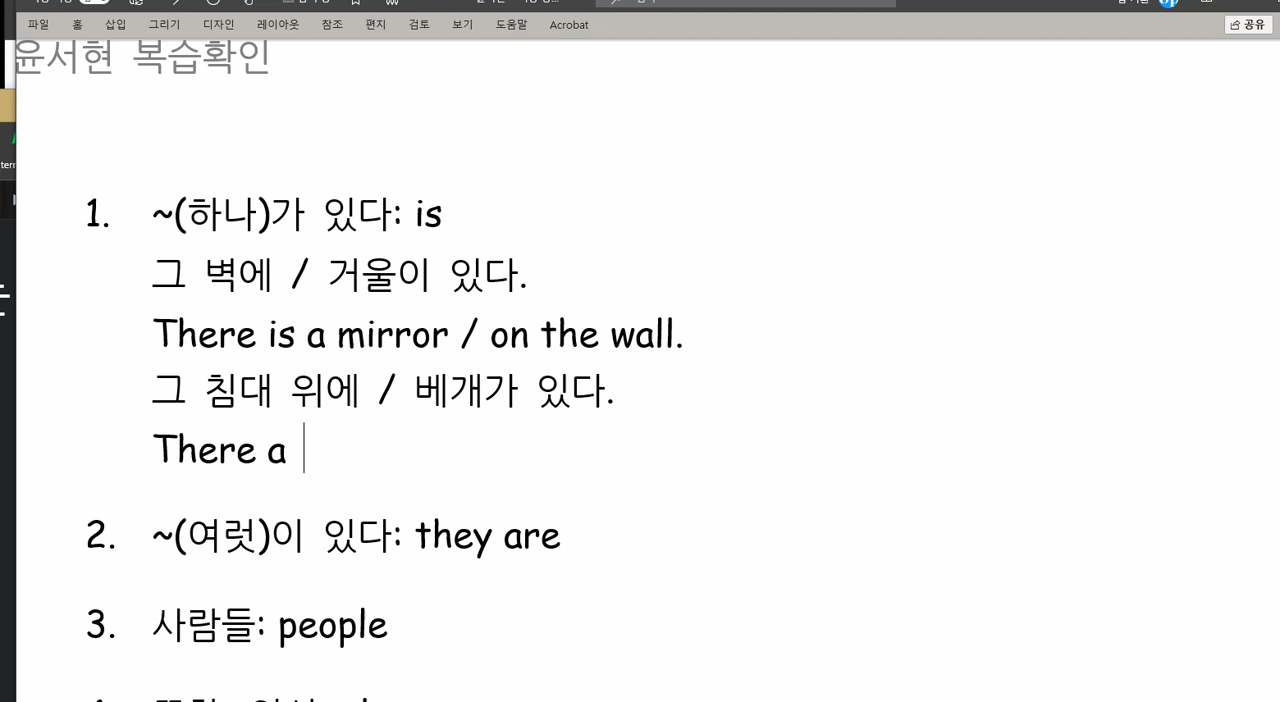 파일 홈 삽입 그리기 디자인 레이아웃 참조 편지 검토 보기 도움말 Acrobat 공유
윤서현 복습확인
1. ~(하나)가 있다: is
그 벽에 / 거울이 있다.
There is a mirror / on the wall.
그 침대 위에 / 베개가 있다.
There a
2. ~(여럿)이 있다: they are
3. 사람들: people